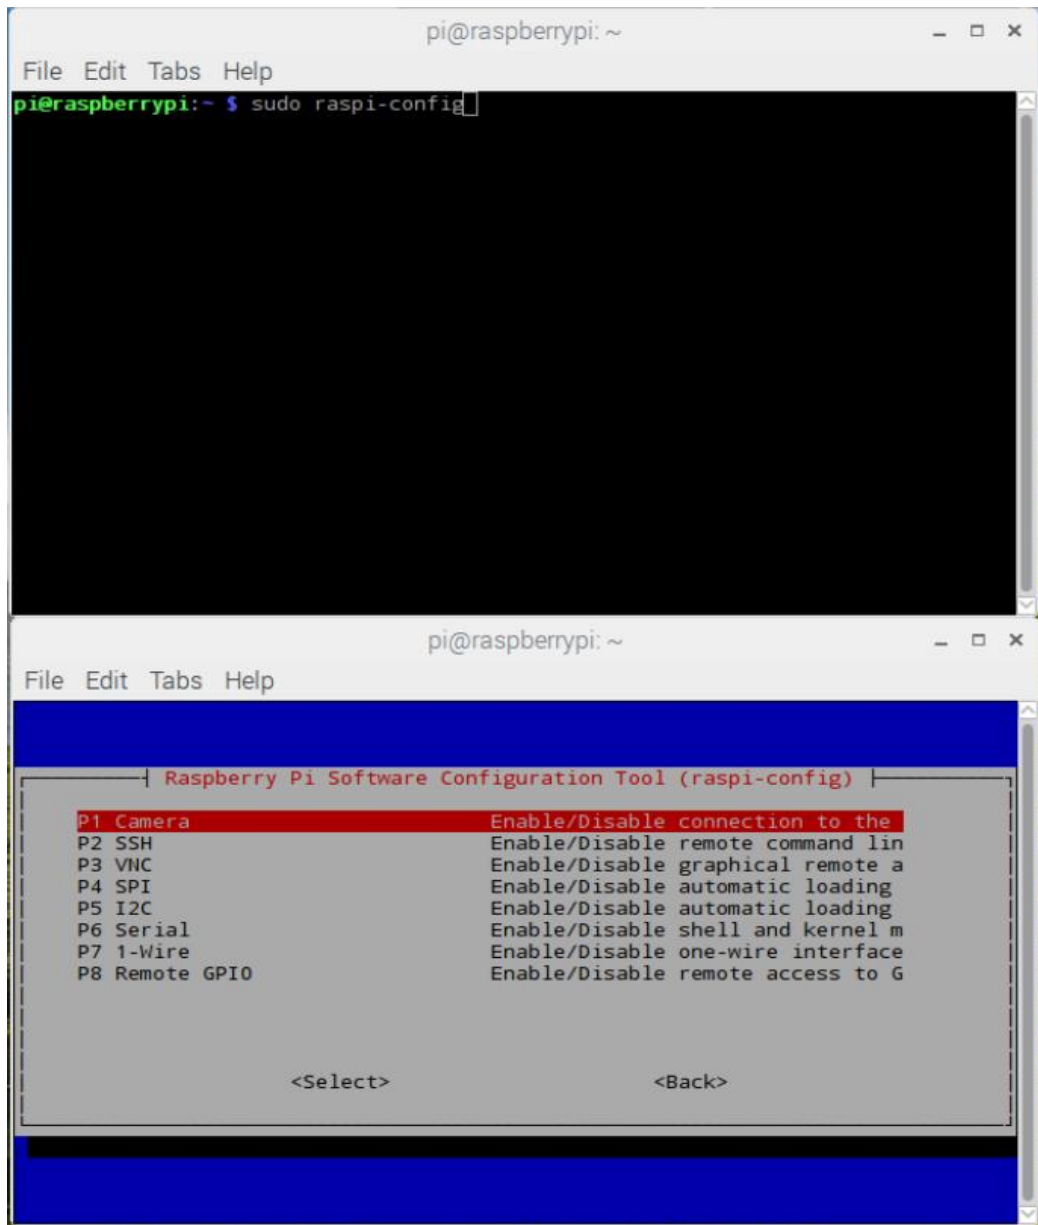 pi@raspberrypi: ~
File Edit Tabs Help
pi@raspberrypi:~ $ sudo raspi-config
pi@raspberrypi: ~
File Edit Tabs Help
Raspberry Pi Software Configuration Tool (raspi-config)
P1 Camera Enable/Disable connection to the
P2 SSH Enable/Disable remote command lin
P3 VNC Enable/Disable graphical remote a
P4 SPI Enable/Disable automatic loading
P5 I2C Enable/Disable automatic loading
P6 Serial Enable/Disable shell and kernel m
P7 1-Wire Enable/Disable one-wire interface
P8 Remote GPIO Enable/Disable remote access to G
<Select> <Back>